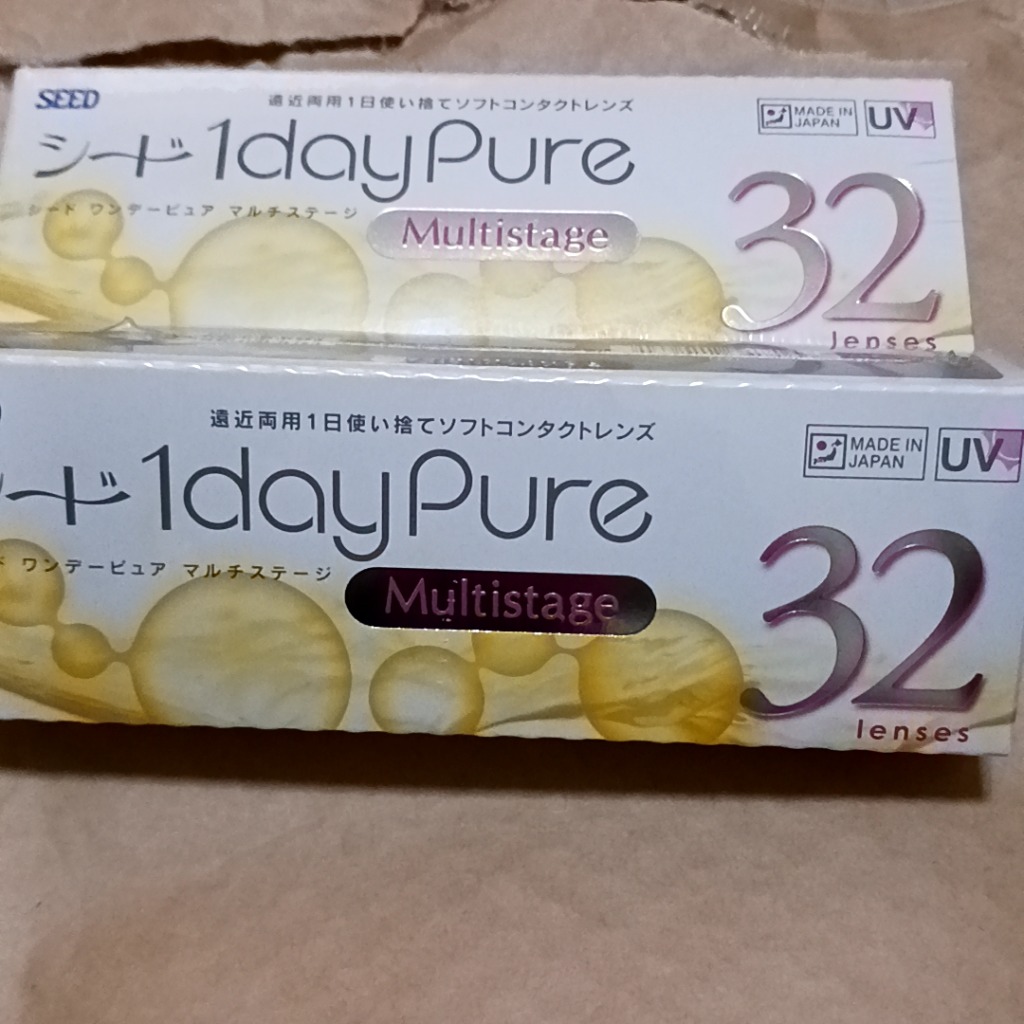 SEED
遠近両用1日使い捨てソフトコンタクトレンズ
MADE IN JAPAN
UV
シード 1dayPure
シード ワンデーピュア マルチステージ
Multistage
32
lenses
遠近両用1日使い捨てソフトコンタクトレンズ
MADE IN JAPAN
UV
ード 1dayPure
ド ワンデーピュア マルチステージ
Multistage
32
lenses